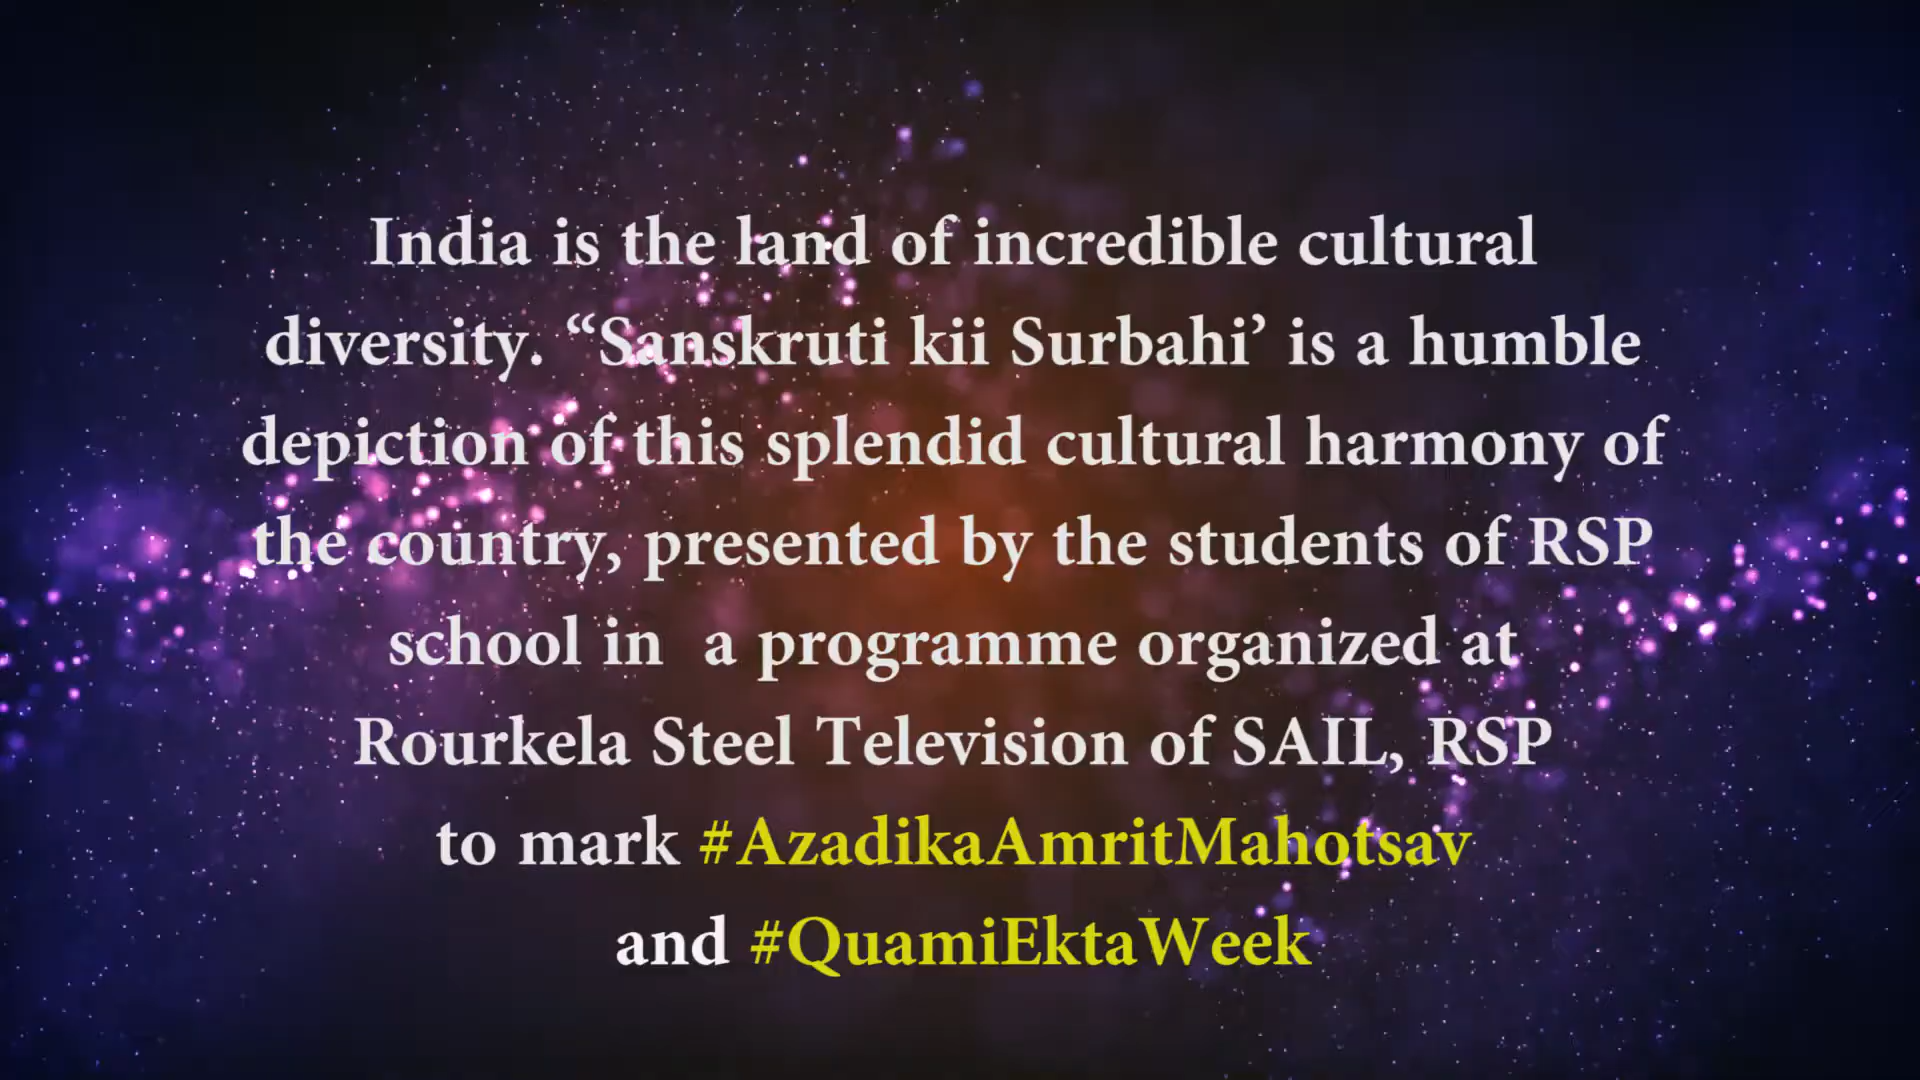 India is the land of incredible cultural
diversity. “Sanskruti kii Surbahi’ is a humble
depiction of this splendid cultural harmony of
the country, presented by the students of RSP
school in  a programme organized at
Rourkela Steel Television of SAIL, RSP
to mark #AzadikaAmritMahotsav
and #QuamiEktaWeek